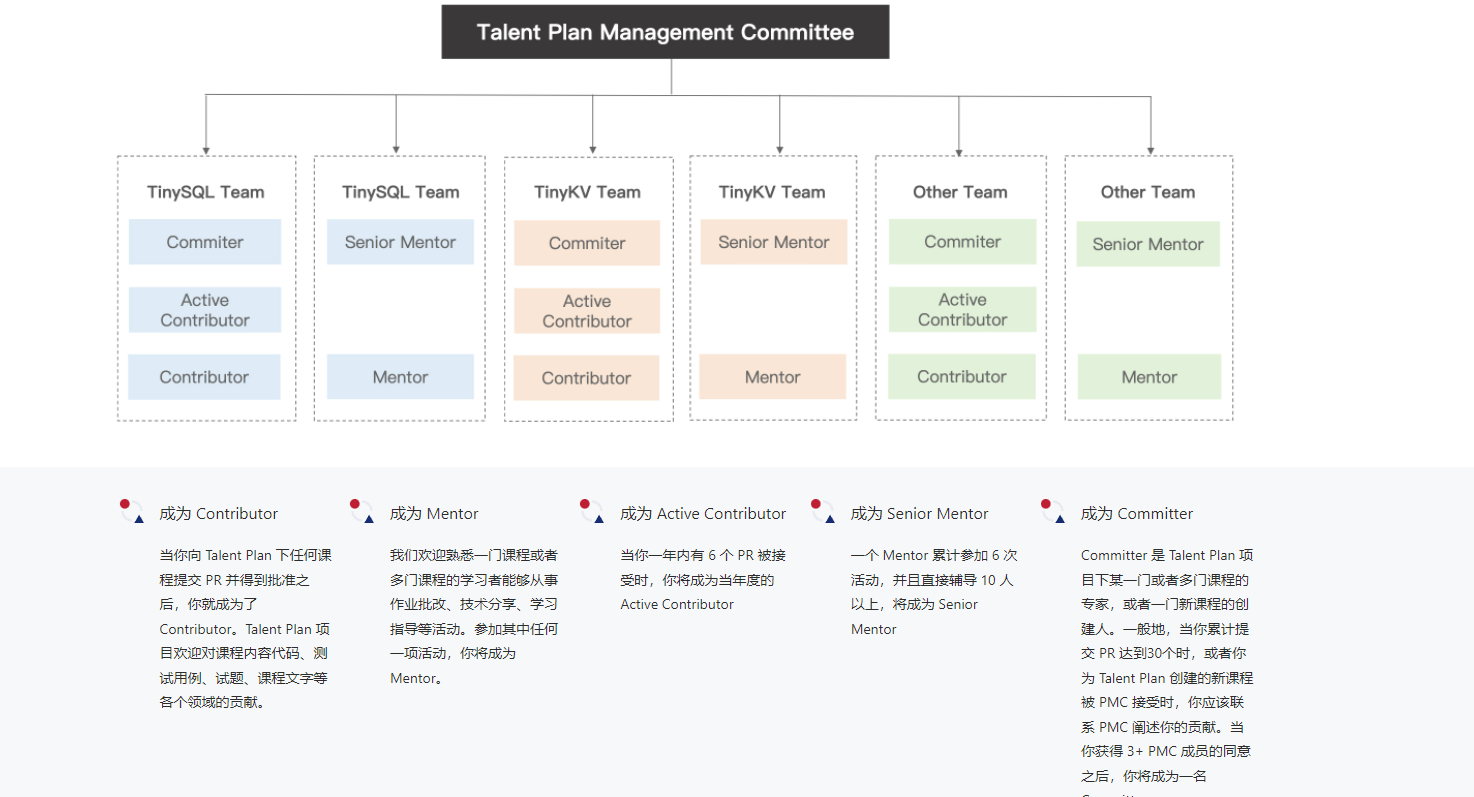 Talent Plan Management Committee
TinySQL Team
Commiter
Active
Contributor
Contributor
TinySQL Team
Senior Mentor
Mentor
TinyKV Team
Commiter
Active
Contributor
Contributor
TinyKV Team
Senior Mentor
Mentor
Other Team
Commiter
Active
Contributor
Contributor
Other Team
Senior Mentor
Mentor
成为 Contributor
当你向 Talent Plan 下任何课
程提交 PR 并得到批准之
后，你就成为了
Contributor。Talent Plan 项
目欢迎对课程内容代码、测
试用例、试题、课程文字等
各个领域的贡献。
成为 Mentor
我们欢迎熟悉一门课程或者
多门课程的学习者能够从事
作业批改、技术分享、学习
指导等活动。参加其中任何
一项活动，你将成为
Mentor。
成为 Active Contributor
当你一年内有 6 个 PR 被接
受时，你将成为当年度的
Active Contributor
成为 Senior Mentor
一个 Mentor 累计参加 6 次
活动，并且直接辅导 10 人
以上，将成为 Senior
Mentor
成为 Committer
Committer 是 Talent Plan 项
目下某一门或者多门课程的
专家，或者一门新课程的创
建人。一般地，当你累计提
交 PR 达到30个时，或者你
为 Talent Plan 创建的新课程
被 PMC 接受时，你应该联
系 PMC 阐述你的贡献。当
你获得 3+ PMC 成员的同意
之后，你将成为一名